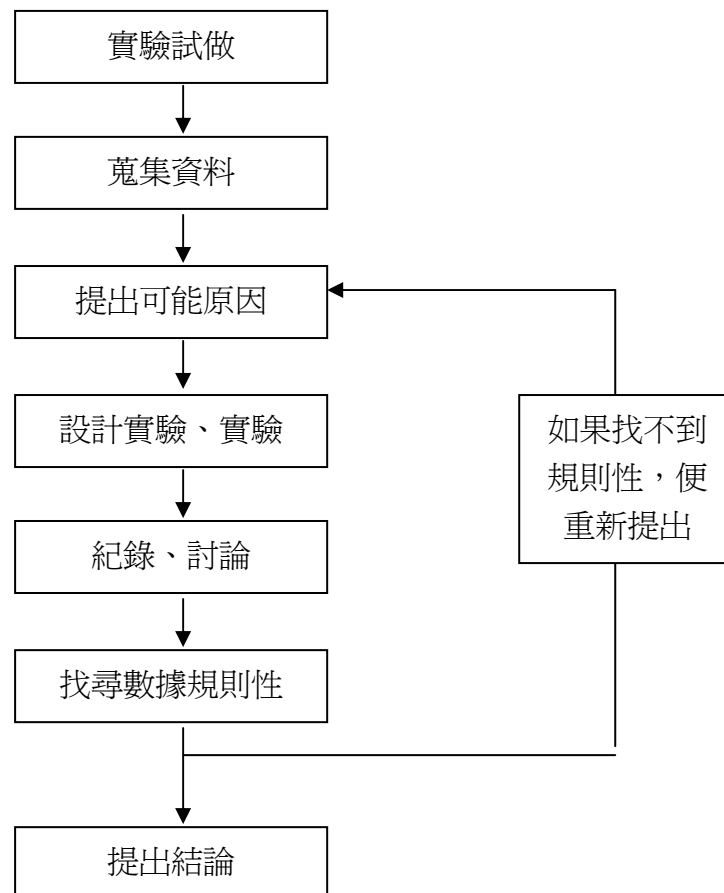 實驗試做
蒐集資料
提出可能原因
設計實驗、實驗
如果找不到
規則性，便
重新提出
紀錄、討論
找尋數據規則性
提出結論